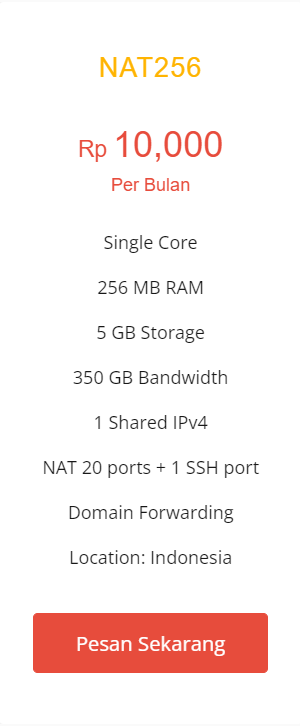 NAT256
Rp 10,000
Per Bulan
Single Core
256 MB RAM
5 GB Storage
350 GB Bandwidth
1 Shared IPv4
NAT 20 ports + 1 SSH port
Domain Forwarding
Location: Indonesia
Pesan Sekarang